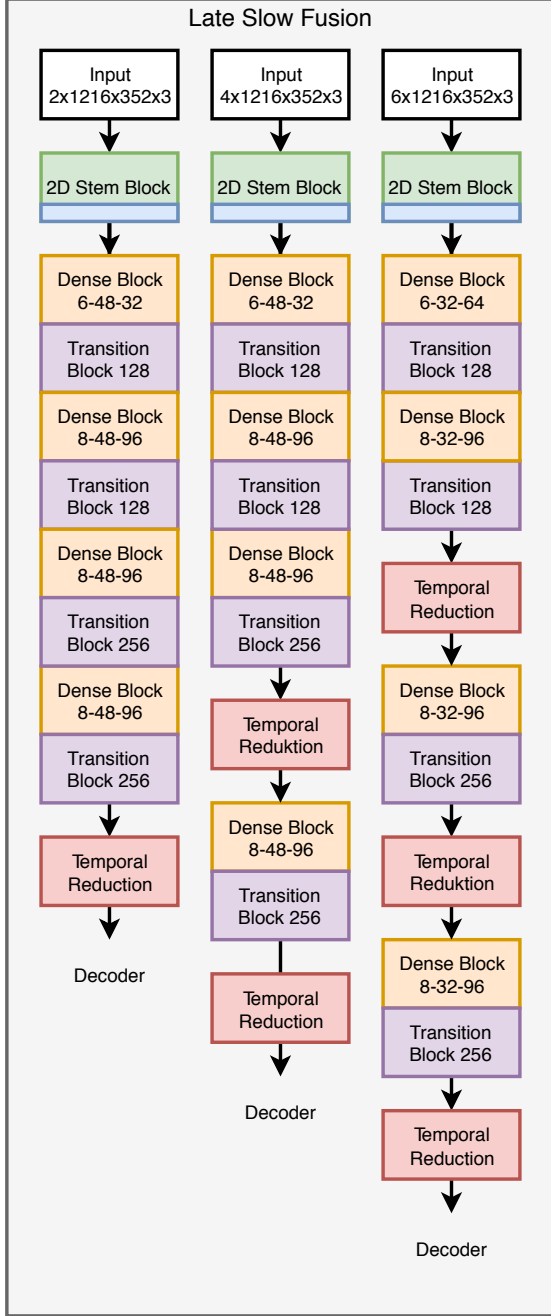 Late Slow Fusion
Input
2x1216x352x3
2D Stem Block
Dense Block
6-48-32
Transition
Block 128
Dense Block
8-48-96
Transition
Block 128
Dense Block
8-48-96
Transition
Block 256
Dense Block
8-48-96
Transition
Block 256
Temporal
Reduction
Decoder
Input
4x1216x352x3
2D Stem Block
Dense Block
6-48-32
Transition
Block 128
Dense Block
8-48-96
Transition
Block 128
Dense Block
8-48-96
Transition
Block 256
Temporal
Reduktion
Dense Block
8-48-96
Transition
Block 256
Temporal
Reduction
Decoder
Input
6x1216x352x3
2D Stem Block
Dense Block
6-32-64
Transition
Block 128
Dense Block
8-32-96
Transition
Block 128
Temporal
Reduction
Dense Block
8-32-96
Transition
Block 256
Temporal
Reduktion
Dense Block
8-32-96
Transition
Block 256
Temporal
Reduction
Decoder